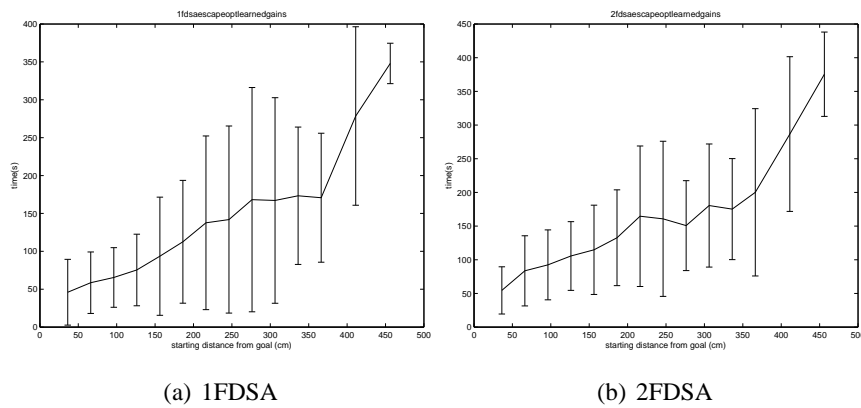 1fdsaescapeoptlearnedgains
400
350
300
250
200
150
100
50
0
time(s)
0 50 100 150 200 250 300 350 400 450 500
starting distance from goal (cm)
(a) 1FDSA
2fdsaescapeoptlearnedgains
450
400
350
300
250
200
150
100
50
0
time(s)
0 50 100 150 200 250 300 350 400 450 500
starting distance from goal (cm)
(b) 2FDSA